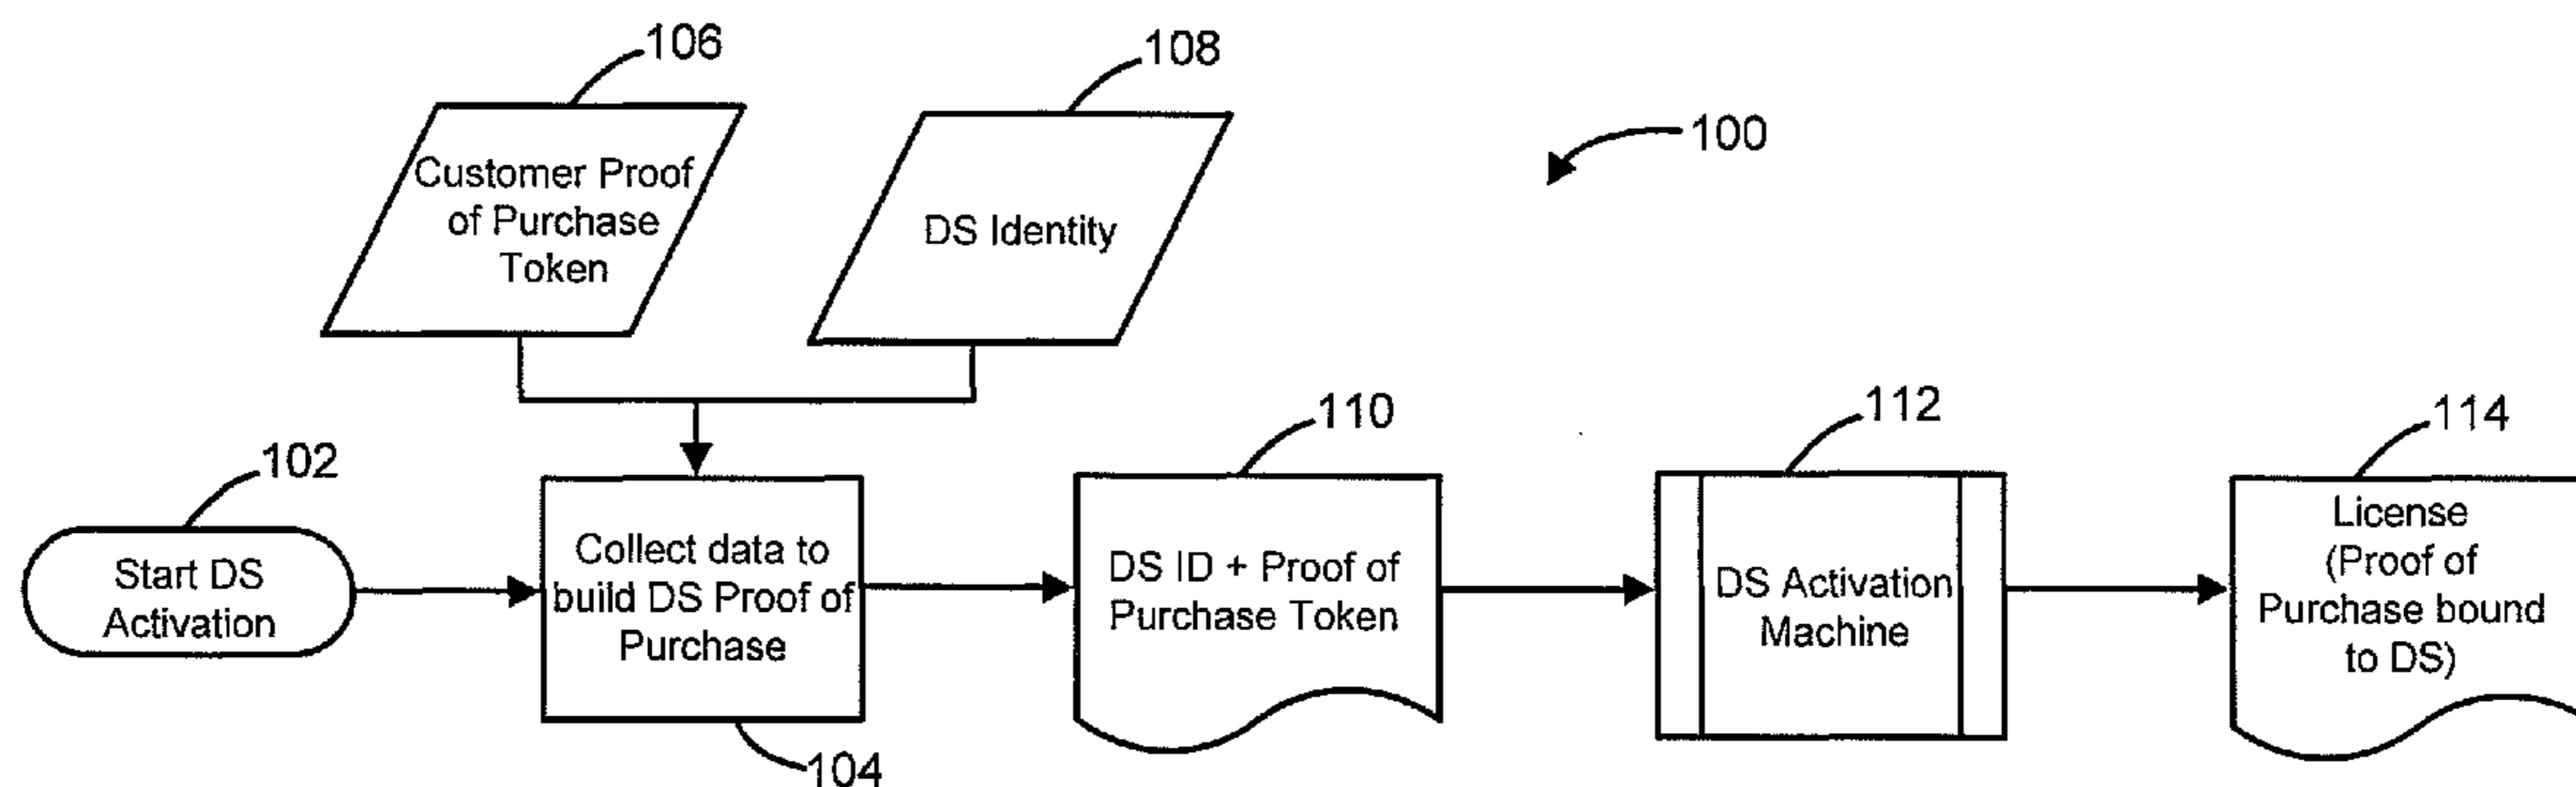 106
108
100
Customer Proof
of Purchase
Token
DS Identity
102
110
112
114
Start DS
Activation
Collect data to
build DS Proof of
Purchase
DS ID + Proof of
Purchase Token
DS Activation
Machine
License
(Proof of
Purchase bound
to DS)
104